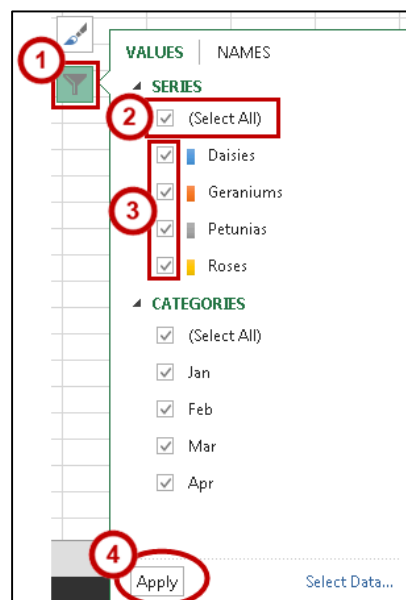 1
VALUES | NAMES
SERIES
2 (Select All)
Daisies
Geraniums
3
Petunias
Roses
CATEGORIES
(Select All)
Jan
Feb
Mar
Apr
4
Apply Select Data...